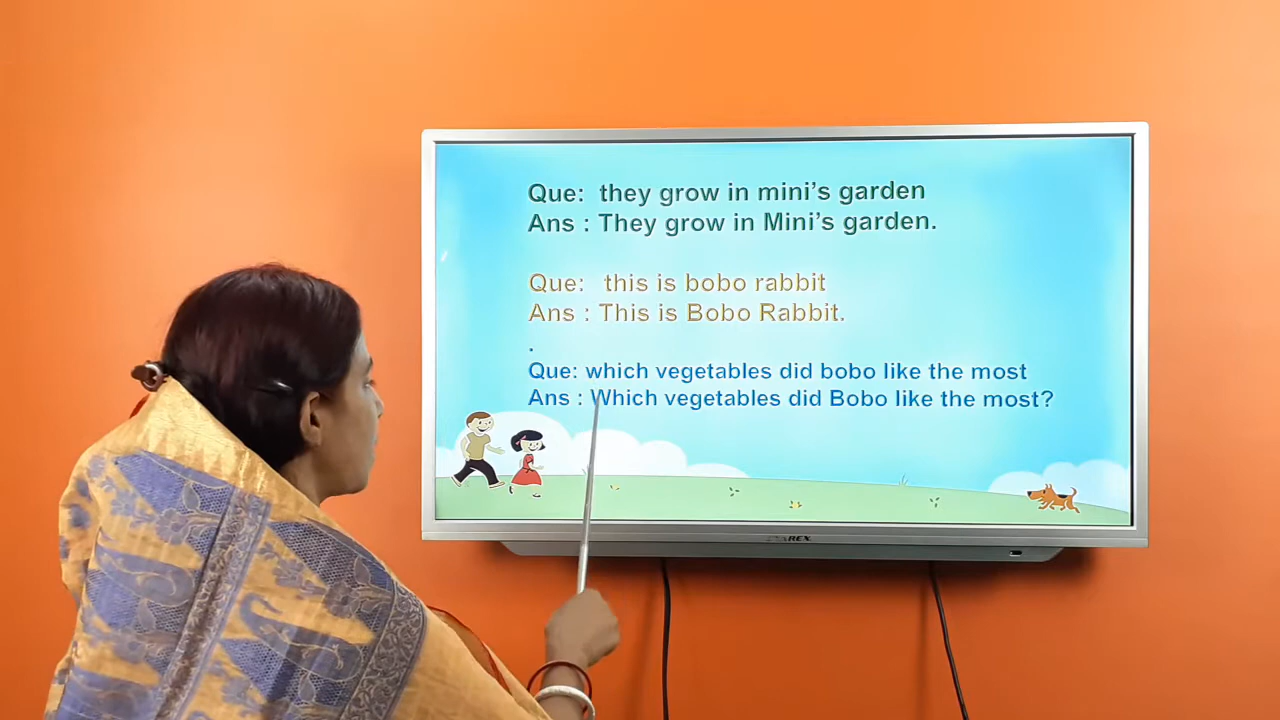 Que:  they grow in mini's garden
Ans : They grow in Mini's garden.
Que:  this is bobo rabbit
Ans : This is Bobo Rabbit.
.
Que: which vegetables did bobo like the most
Ans : Which vegetables did Bobo like the most?